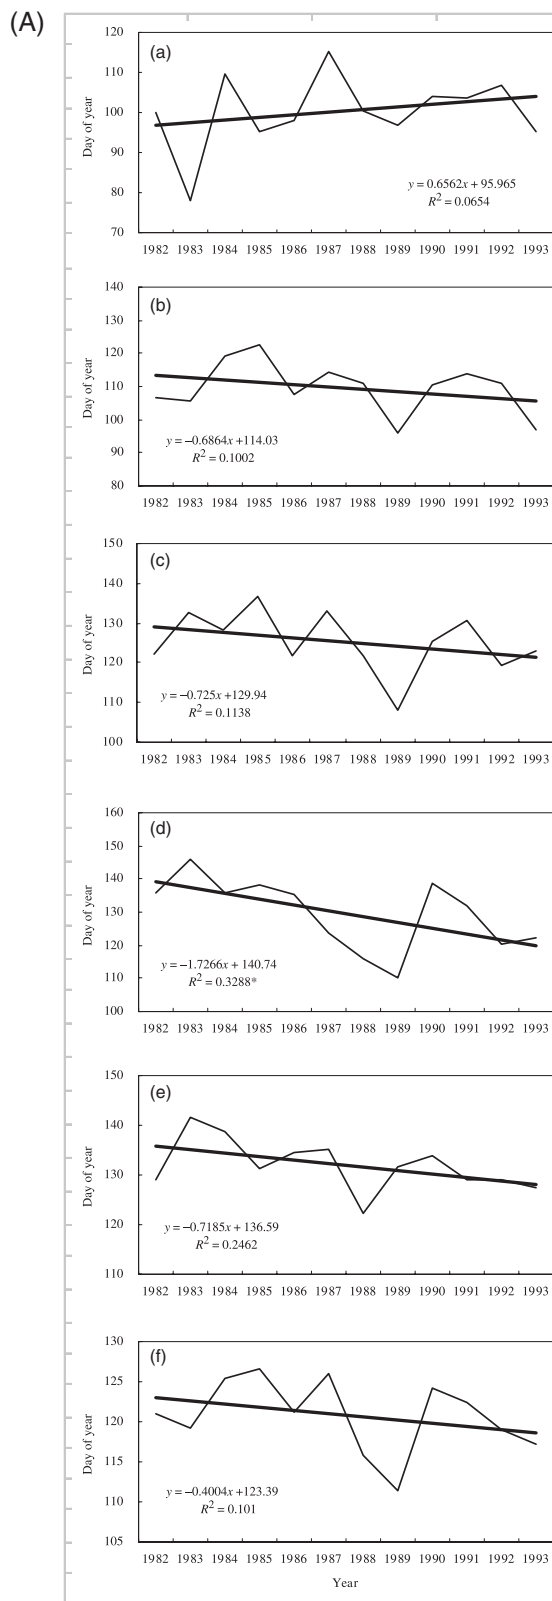 (A)
120
(a)
110
100
90
80
70
Day of year
y = 0.6562x + 95.965
R² = 0.0654
1982 1983 1984 1985 1986 1987 1988 1989 1990 1991 1992 1993
140
(b)
130
120
110
100
90
80
Day of year
y = −0.6864x +114.03
R² = 0.1002
1982 1983 1984 1985 1986 1987 1988 1989 1990 1991 1992 1993
150
(c)
140
130
120
110
100
Day of year
y = −0.725x +129.94
R² = 0.1138
1982 1983 1984 1985 1986 1987 1988 1989 1990 1991 1992 1993
160
(d)
150
140
130
120
110
100
Day of year
y = −1.7266x + 140.74
R² = 0.3288*
1982 1983 1984 1985 1986 1987 1988 1989 1990 1991 1992 1993
150
(e)
140
130
120
110
Day of year
y = −0.7185x + 136.59
R² = 0.2462
1982 1983 1984 1985 1986 1987 1988 1989 1990 1991 1992 1993
130
(f)
125
120
115
110
105
Day of year
y = −0.4004x +123.39
R² = 0.101
1982 1983 1984 1985 1986 1987 1988 1989 1990 1991 1992 1993
Year